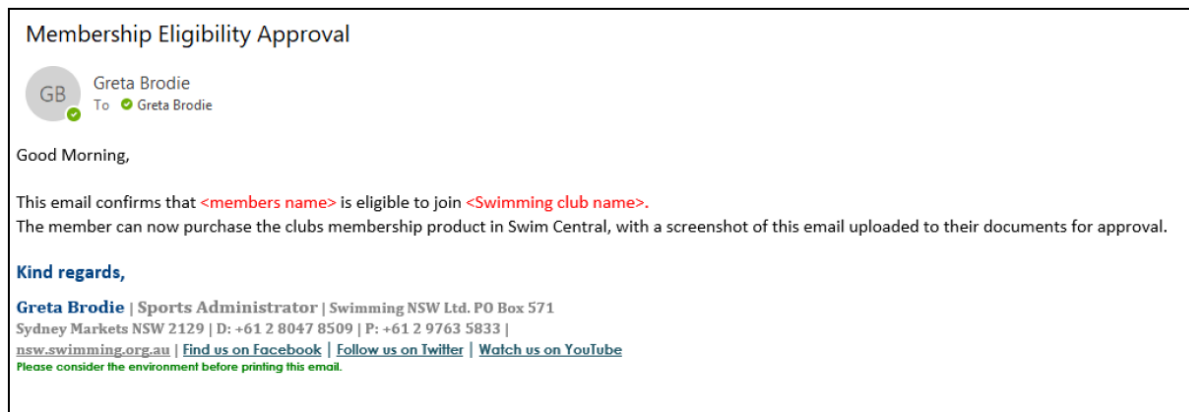 Membership Eligibility Approval
GB
Greta Brodie
To Greta Brodie
Good Morning,
This email confirms that <members name> is eligible to join <Swimming club name>.
The member can now purchase the clubs membership product in Swim Central, with a screenshot of this email uploaded to their documents for approval.
Kind regards,
Greta Brodie | Sports Administrator | Swimming NSW Ltd. PO Box 571
Sydney Markets NSW 2129 | D: +61 2 8047 8509 | P: +61 2 9763 5833 |
nsw.swimming.org.au | Find us on Facebook | Follow us on Twitter | Watch us on YouTube
Please consider the environment before printing this email.